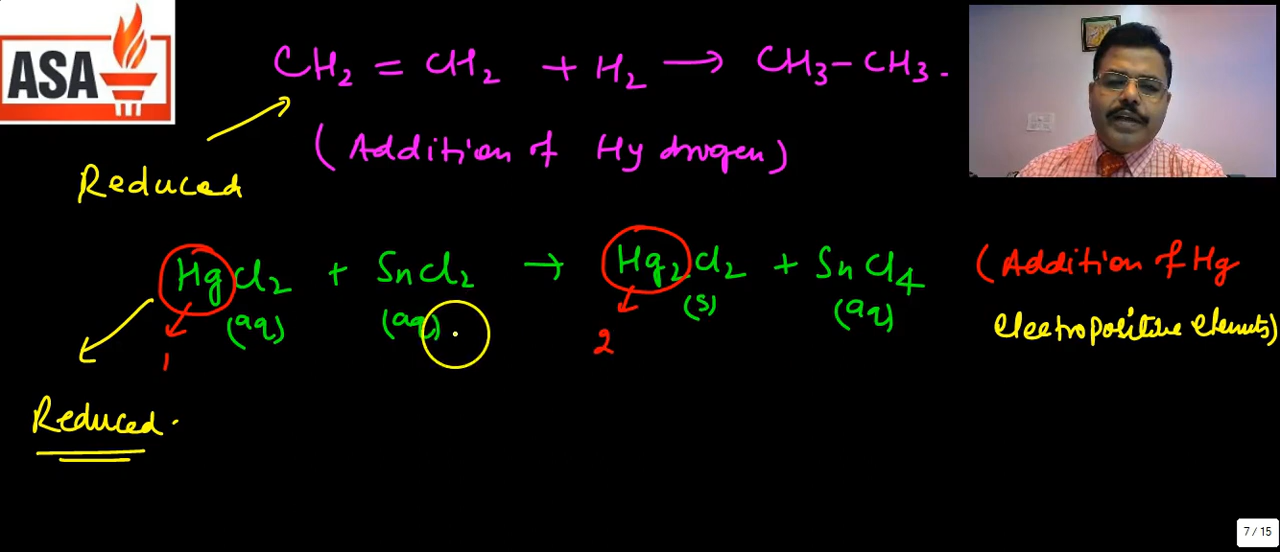 ASA
CH₂ = CH₂ + H₂ → CH₃–CH₃.
(Addition of Hydrogen)
Reduced
HgCl₂ + SnCl₂ → Hg₂Cl₂ + SnCl₄ (Addition of Hg
(aq) (aq) (s) (aq) electropositive elements)
1 2
Reduced.
7 / 15